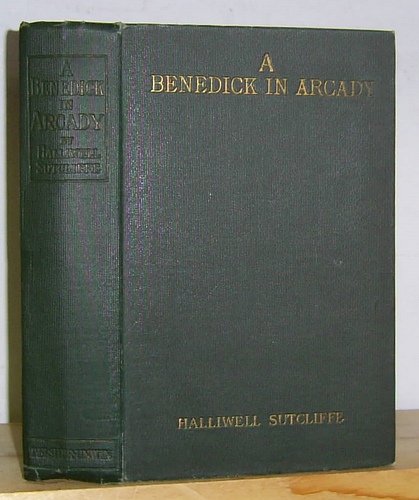 A
BENEDICK
IN
ARCADY
BY
HALLIWELL
SUTCLIFFE
A
BENEDICK IN ARCADY
HALLIWELL SUTCLIFFE